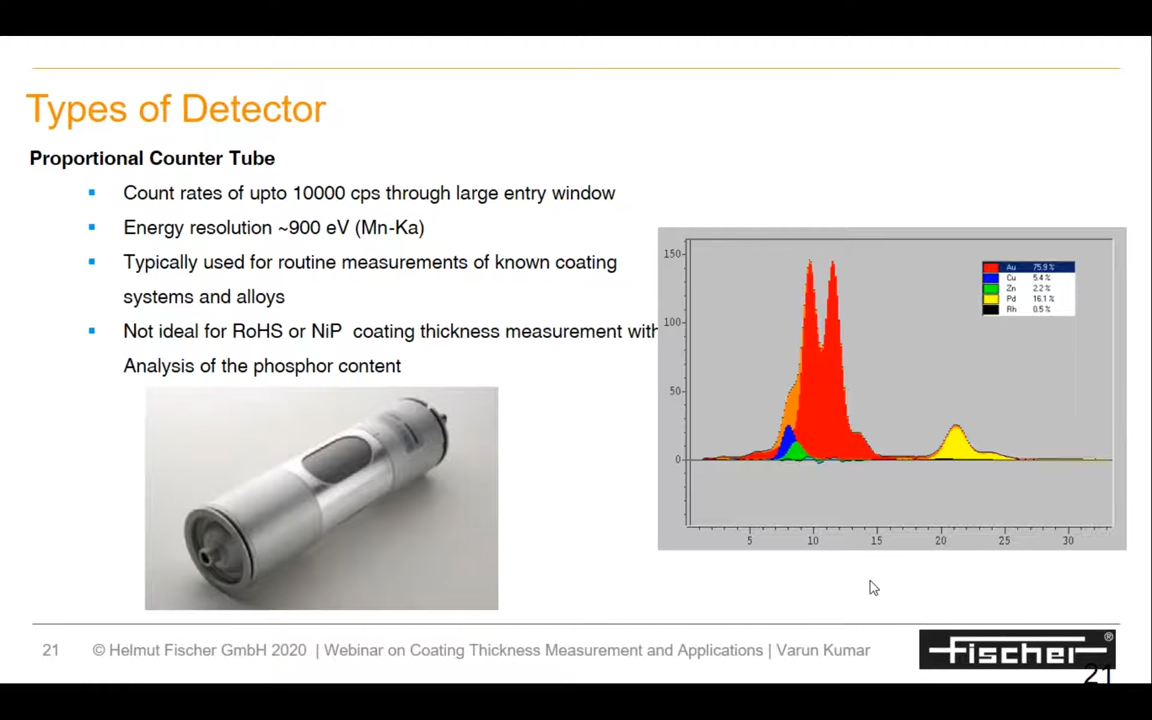 Types of Detector
Proportional Counter Tube
Count rates of upto 10000 cps through large entry window
Energy resolution ~900 eV (Mn-Ka)
Typically used for routine measurements of known coating
systems and alloys
Not ideal for RoHS or NiP coating thickness measurement with
Analysis of the phosphor content
150
100
50
0
Au 75.9 %
Cu 5.4 %
Zn 2.2 %
Pd 16.1 %
Rh 0.5 %
5 10 15 20 25 30
21 © Helmut Fischer GmbH 2020 | Webinar on Coating Thickness Measurement and Applications | Varun Kumar
fischer®
21